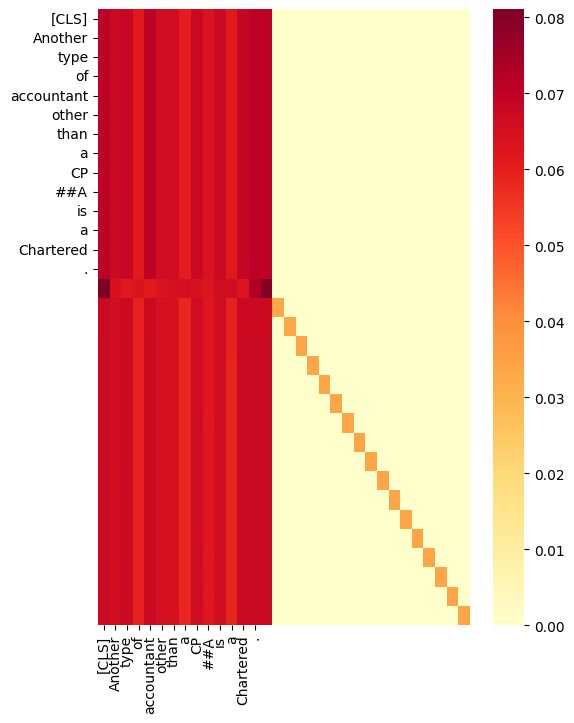 [CLS]
Another
type
of
accountant
other
than
a
CP
##A
is
a
Chartered
.
0.08
0.07
0.06
0.05
0.04
0.03
0.02
0.01
0.00
[CLS]
Another
type
of
accountant
other
than
a
CP
##A
is
a
Chartered
.